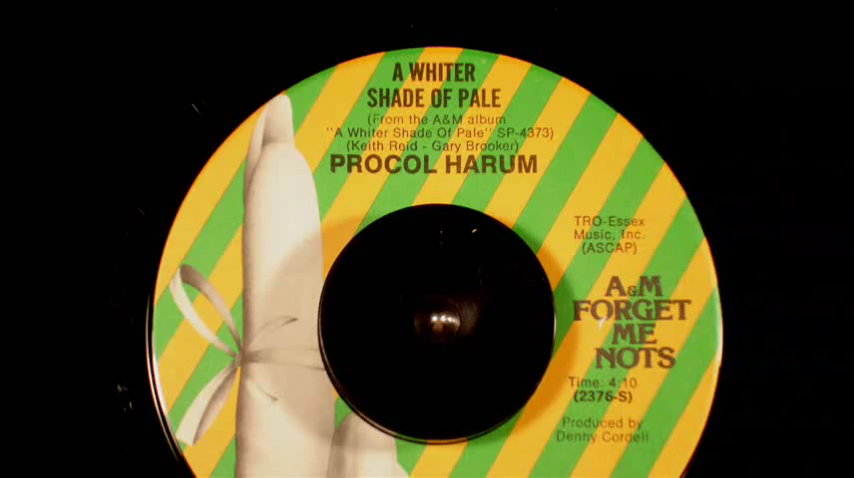 A WHITER
SHADE OF PALE
(From the A&M album
"A Whiter Shade Of Pale" SP-4373)
(Keith Reid - Gary Brooker)
PROCOL HARUM
TRO-Essex
Music, Inc.
(ASCAP)
A&M
FORGET
ME
NOTS
Time: 4:10
(2376-S)
Produced by
Denny Cordell